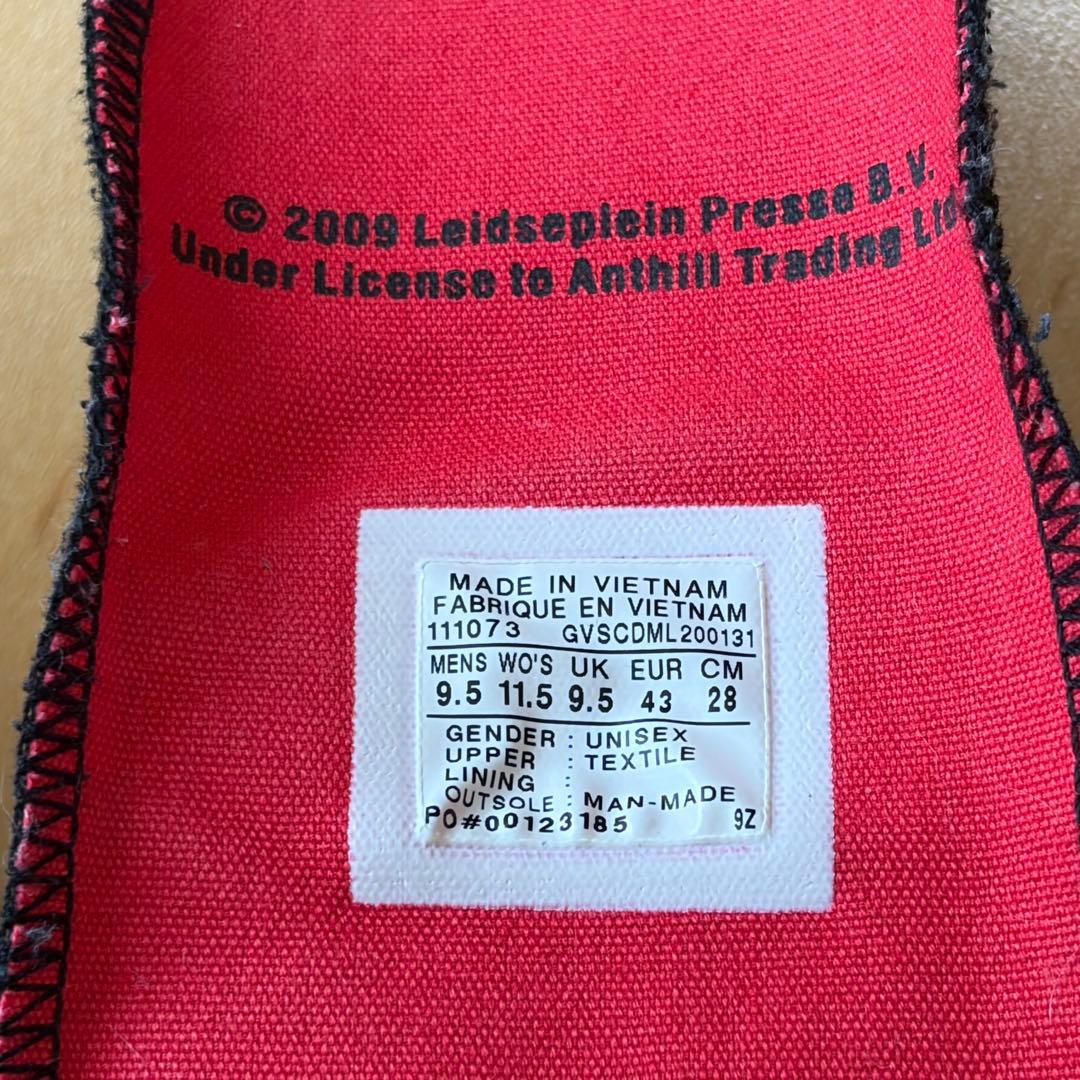 © 2009 Leidseplein Presse B.V.
Under License to Anthill Trading Ltd
MADE IN VIETNAM
FABRIQUE EN VIETNAM
111073 GVSCDML200131
MENS WO'S UK EUR CM
9.5 11.5 9.5 43 28
GENDER : UNISEX
UPPER : TEXTILE
LINING :
OUTSOLE : MAN-MADE
PO#00123185 9Z